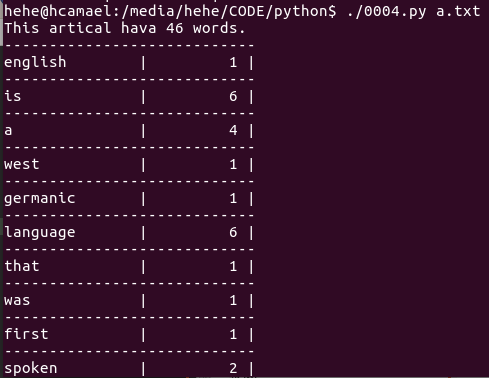 hehe@hcamael:/media/hehe/CODE/python$ ./0004.py a.txt
This artical hava 46 words.
-----------------------------
english         |          1 |
-----------------------------
is              |          6 |
-----------------------------
a               |          4 |
-----------------------------
west            |          1 |
-----------------------------
germanic        |          1 |
-----------------------------
language        |          6 |
-----------------------------
that            |          1 |
-----------------------------
was             |          1 |
-----------------------------
first           |          1 |
-----------------------------
spoken          |          2 |